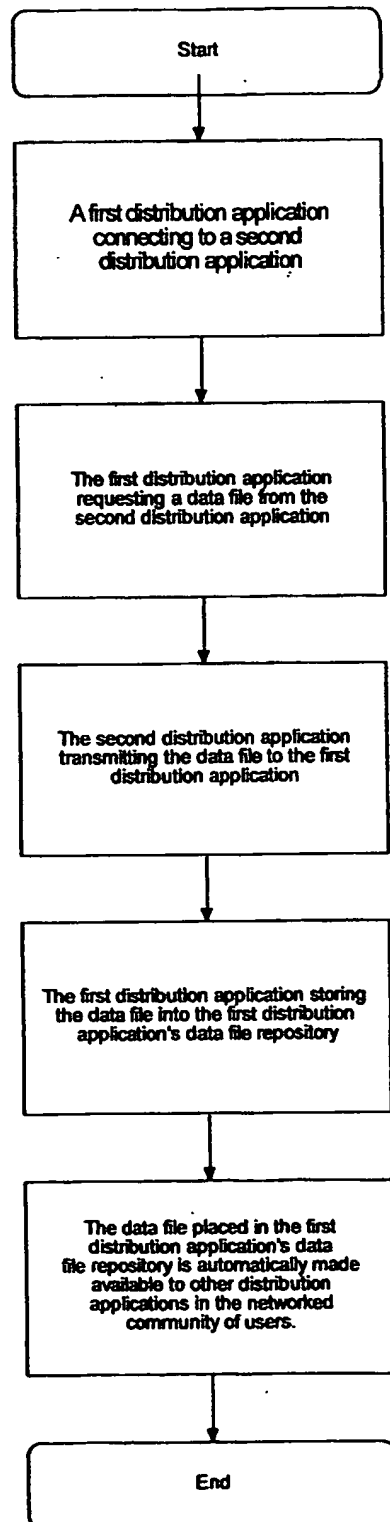 Start
A first distribution application
connecting to a second
distribution application
The first distribution application
requesting a data file from the
second distribution application
The second distribution application
transmitting the data file to the first
distribution application
The first distribution application storing
the data file into the first distribution
application's data file repository
The data file placed in the first
distribution application's data
file repository is automatically made
available to other distribution
applications in the networked
community of users.
End